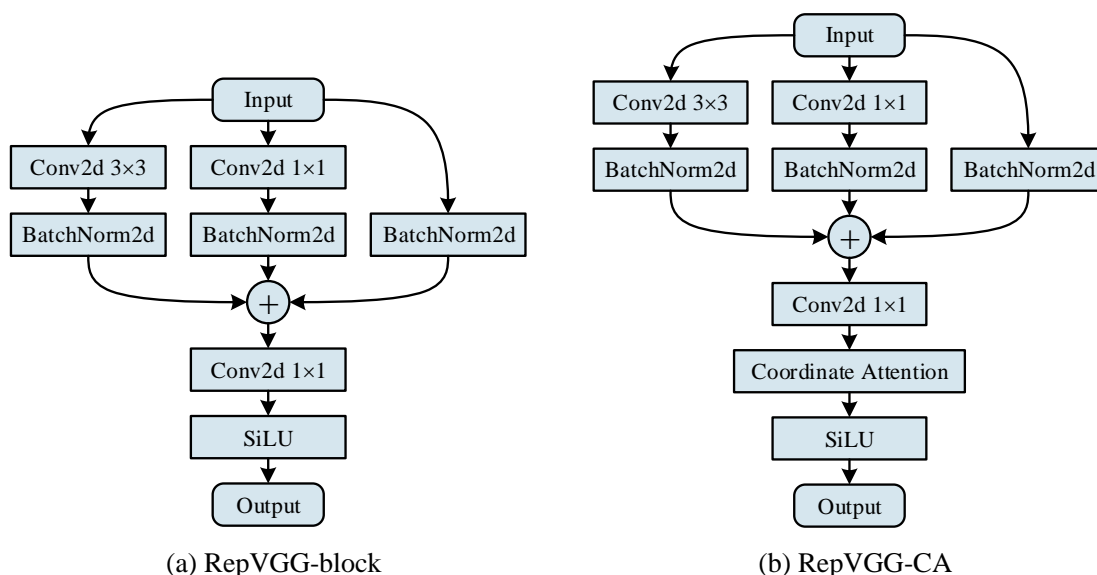 Input
Conv2d 3×3
Conv2d 1×1
BatchNorm2d
BatchNorm2d
BatchNorm2d
+
Conv2d 1×1
SiLU
Output
(a) RepVGG-block
Input
Conv2d 3×3
Conv2d 1×1
BatchNorm2d
BatchNorm2d
BatchNorm2d
+
Conv2d 1×1
Coordinate Attention
SiLU
Output
(b) RepVGG-CA